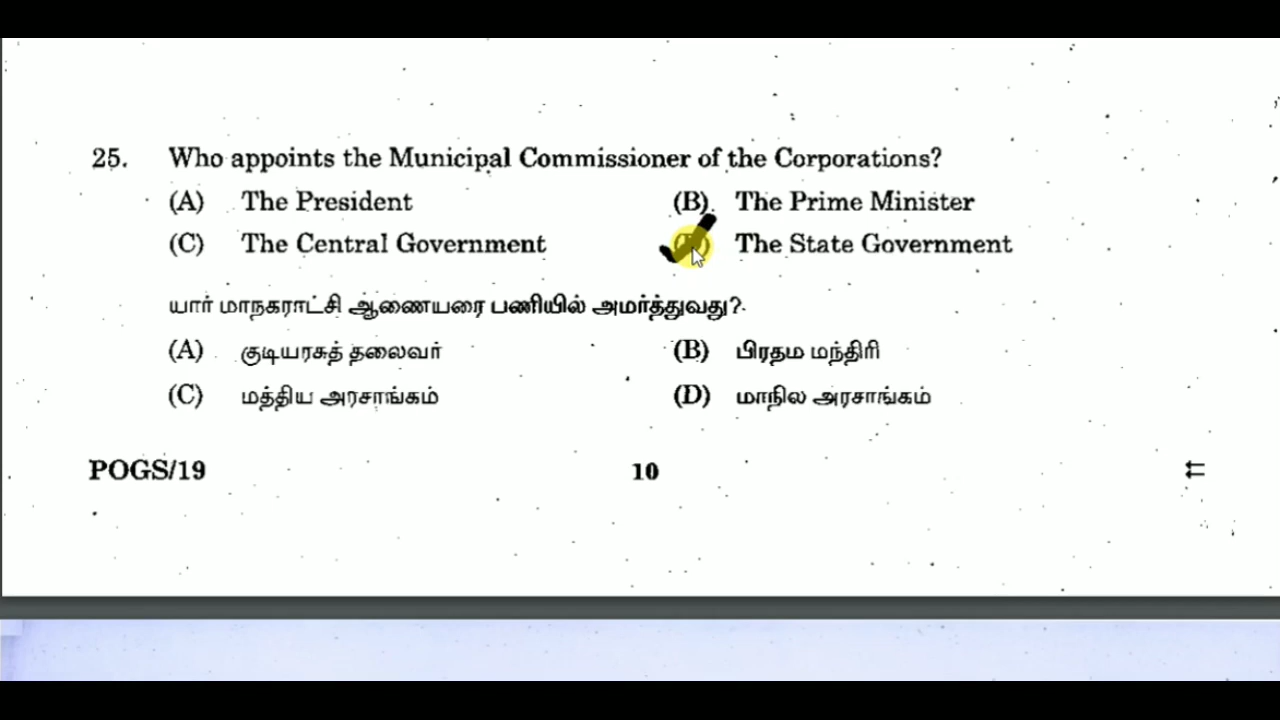 25. Who appoints the Municipal Commissioner of the Corporations?
(A) The President (B) The Prime Minister
(C) The Central Government The State Government
யார் மாநகராட்சி ஆணையரை பணியில் அமர்த்துவது?
(A) குடியரசுத் தலைவர் (B) பிரதம மந்திரி
(C) மத்திய அரசாங்கம் (D) மாநில அரசாங்கம்
POGS/19 10